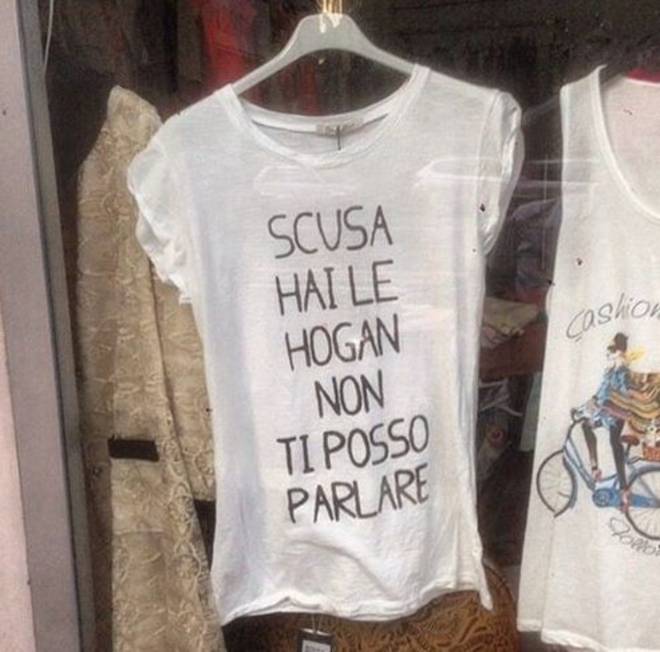 SCUSA
HAI LE
HOGAN
NON
TI POSSO
PARLARE